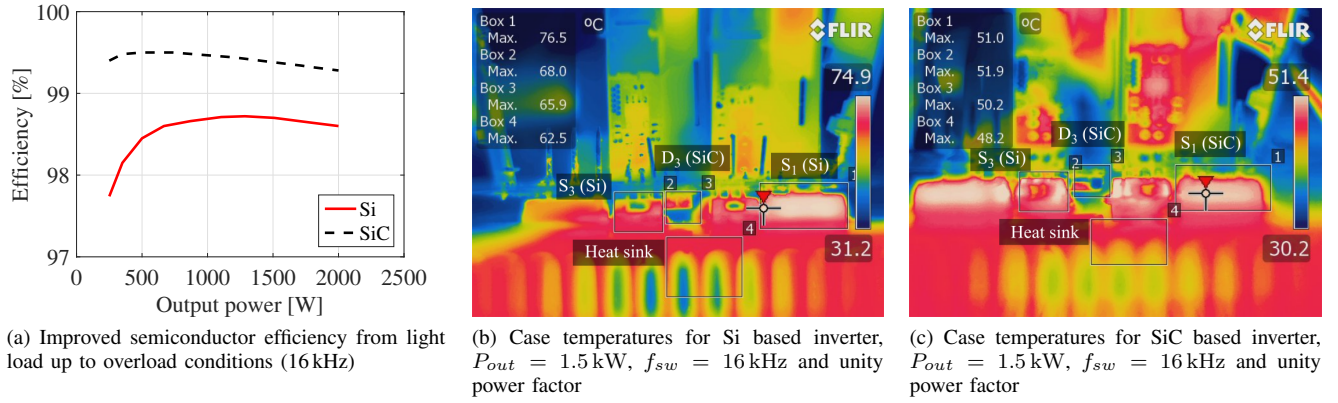 100
99
98
97
Efficiency [%]
0
500
1000
1500
2000
2500
Output power [W]
Si
SiC
(a) Improved semiconductor efficiency from light
load up to overload conditions (16 kHz)
Box 1
Max.
76.5
Box 2
Max.
68.0
Box 3
Max.
65.9
Box 4
Max.
62.5
ºC
FLIR
74.9
31.2
D3 (SiC)
S1 (Si)
S3 (Si)
1
2
3
4
Heat sink
(b) Case temperatures for Si based inverter,
Pout = 1.5 kW, fsw = 16 kHz and unity
power factor
Box 1
Max.
51.0
Box 2
Max.
51.9
Box 3
Max.
50.2
Box 4
Max.
48.2
ºC
FLIR
51.4
30.2
D3 (SiC)
S1 (SiC)
S3 (Si)
1
2
3
4
Heat sink
(c) Case temperatures for SiC based inverter,
Pout = 1.5 kW, fsw = 16 kHz and unity
power factor